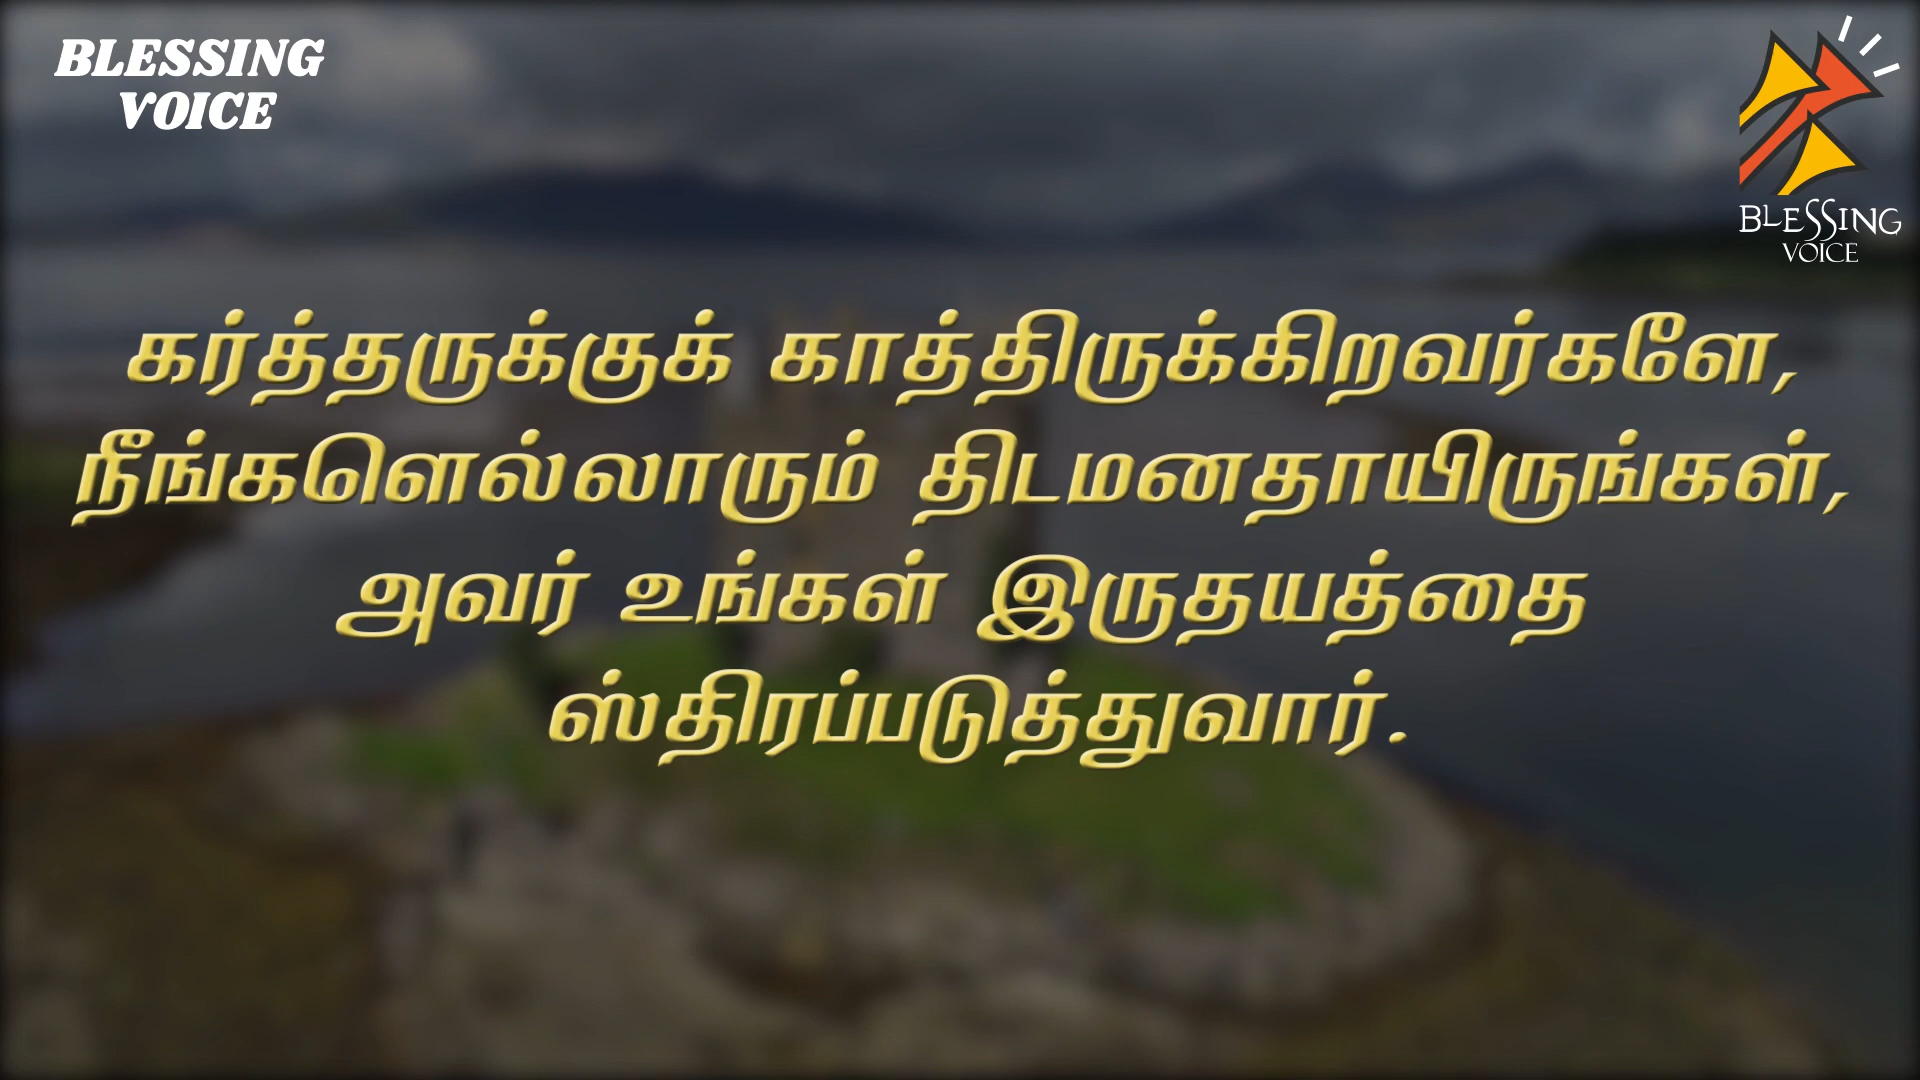 BLESSING
VOICE
BLESSING
VOICE
கர்த்தருக்குக் காத்திருக்கிறவர்களே,
நீங்களெல்லாரும் திடமனதாயிருங்கள்,
அவர் உங்கள் இருதயத்தை
ஸ்திரப்படுத்துவார்.